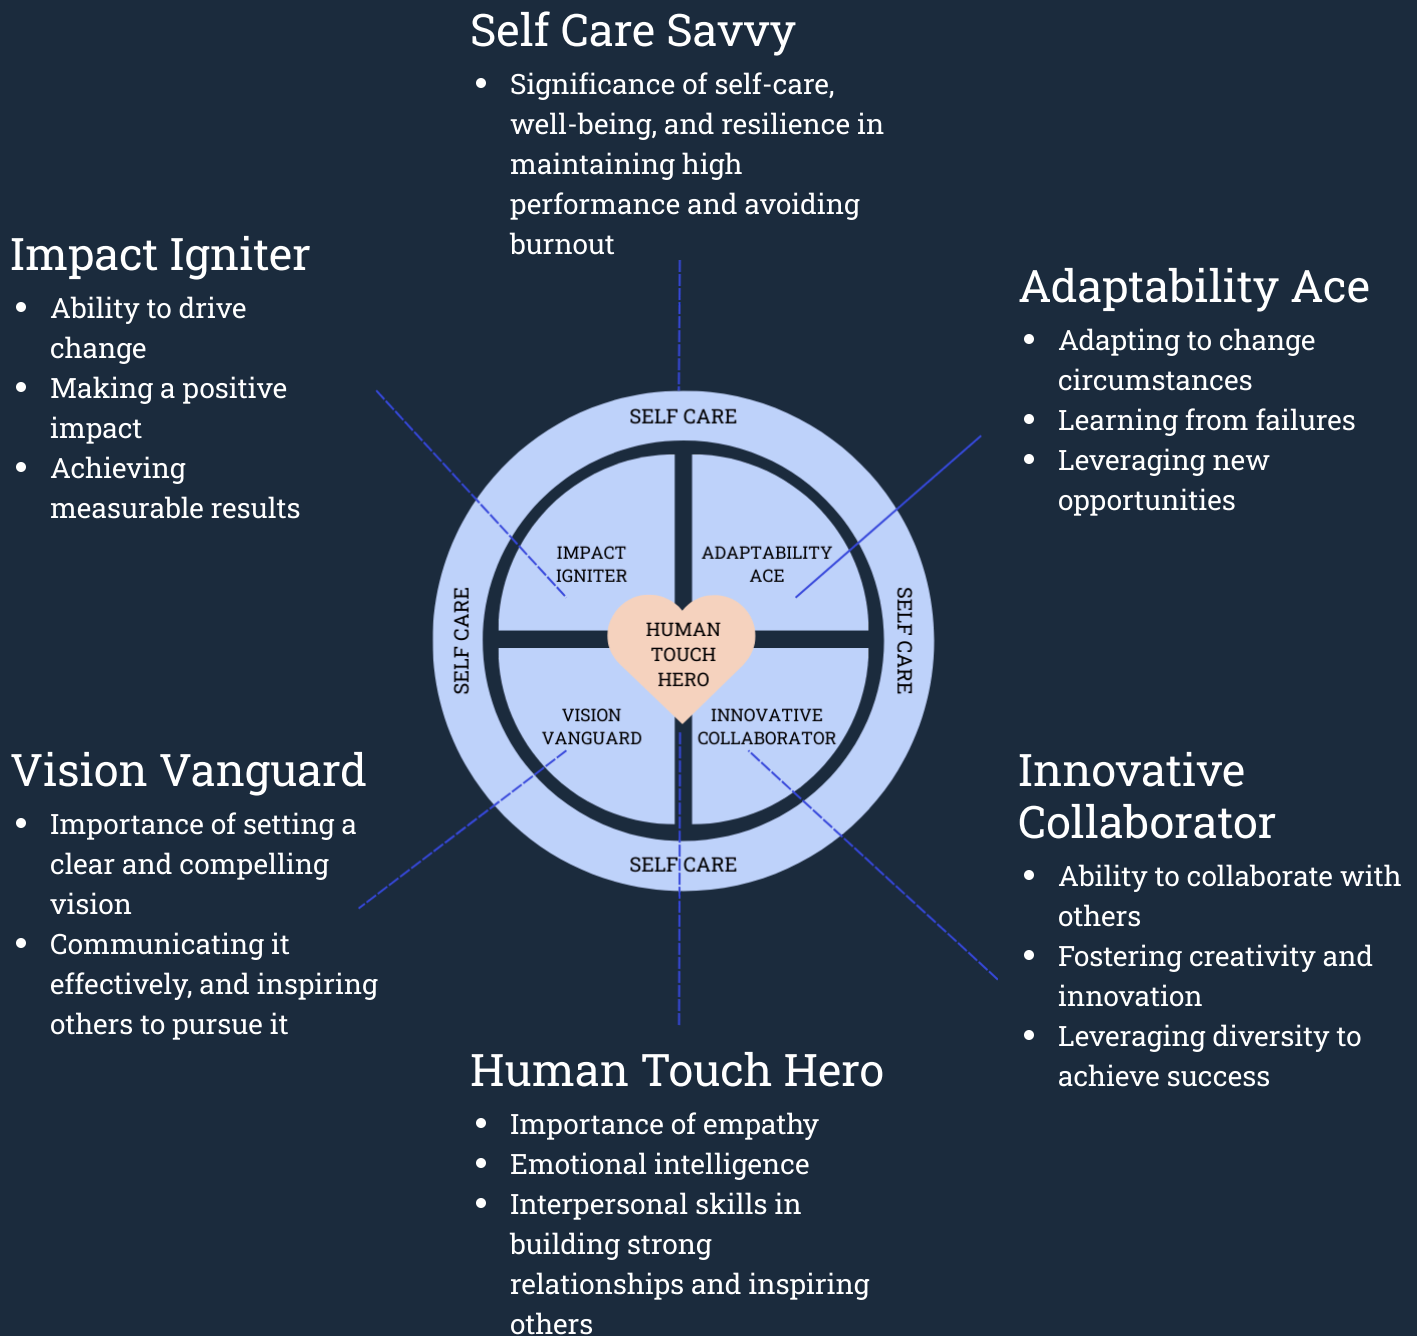 Self Care Savvy
• Significance of self-care,
well-being, and resilience in
maintaining high
performance and avoiding
burnout
Impact Igniter
• Ability to drive
change
• Making a positive
impact
• Achieving
measurable results
Adaptability Ace
• Adapting to change
circumstances
• Learning from failures
• Leveraging new
opportunities
SELF CARE
IMPACT
IGNITER
ADAPTABILITY
ACE
SELF CARE
HUMAN
TOUCH
HERO
SELF CARE
VISION
VANGUARD
INNOVATIVE
COLLABORATOR
SELF CARE
Vision Vanguard
• Importance of setting a
clear and compelling
vision
• Communicating it
effectively, and inspiring
others to pursue it
Innovative
Collaborator
• Ability to collaborate with
others
• Fostering creativity and
innovation
• Leveraging diversity to
achieve success
Human Touch Hero
• Importance of empathy
• Emotional intelligence
• Interpersonal skills in
building strong
relationships and inspiring
others